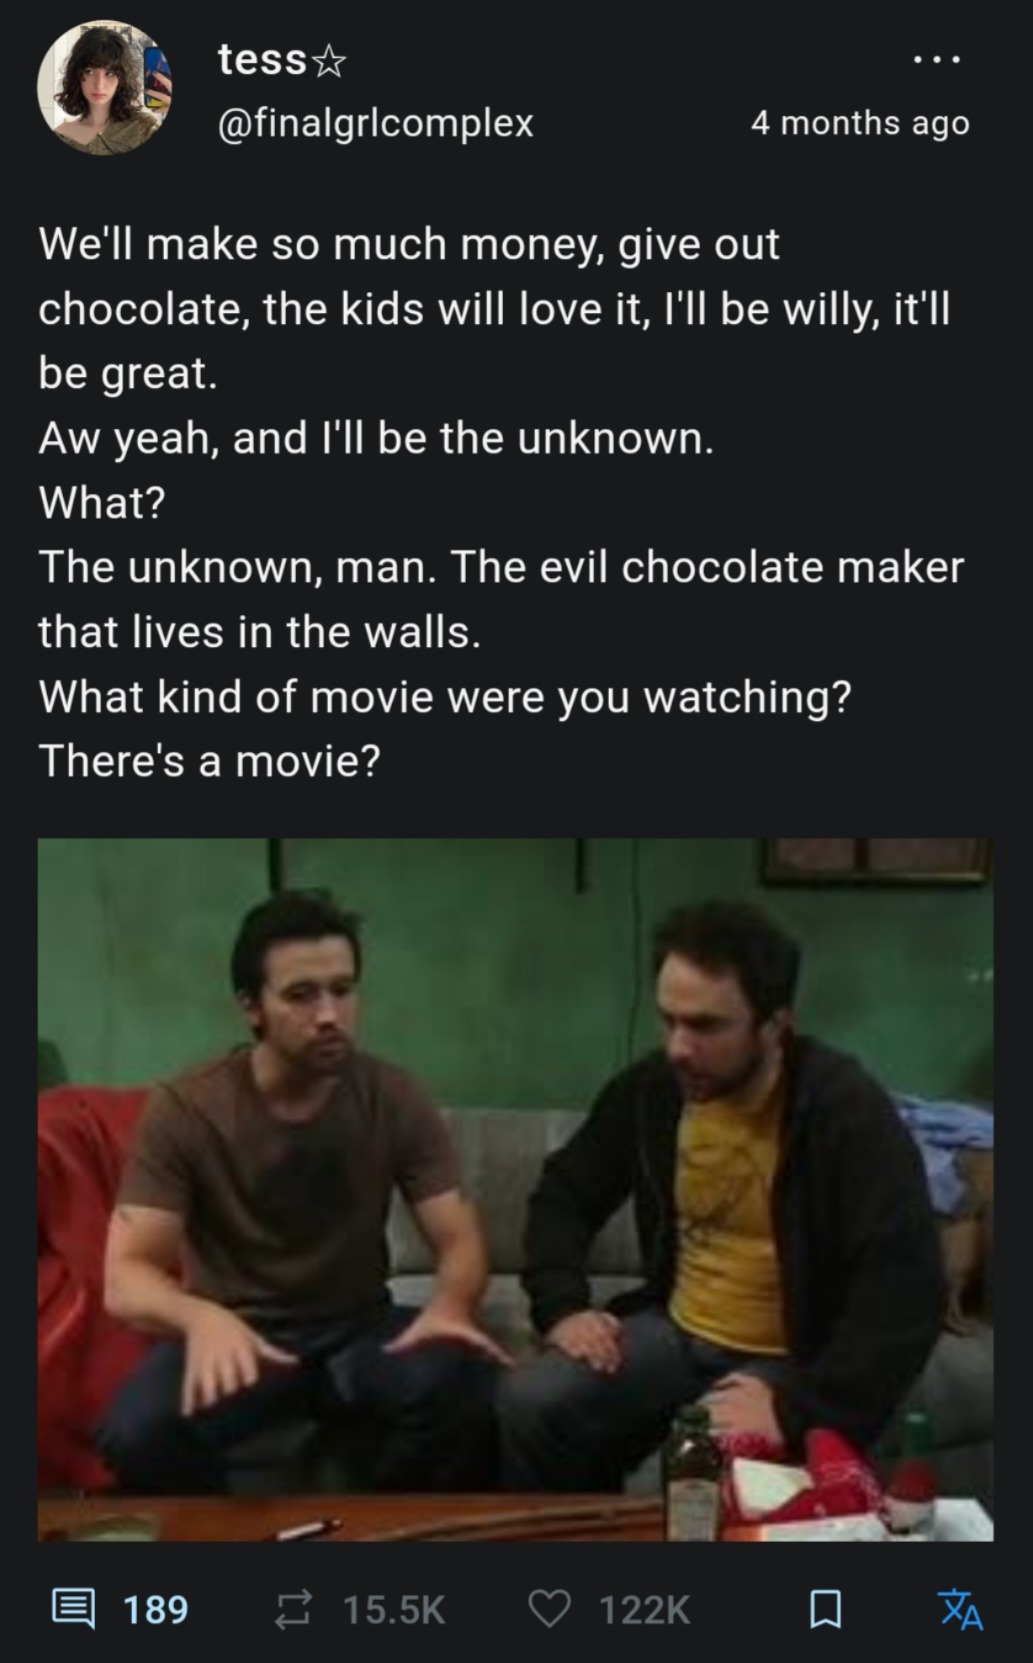 tess☆
...
@finalgrlcomplex
4 months ago
We'll make so much money, give out
chocolate, the kids will love it, I'll be willy, it'll
be great.
Aw yeah, and I'll be the unknown.
What?
The unknown, man. The evil chocolate maker
that lives in the walls.
What kind of movie were you watching?
There's a movie?
189
15.5K
122K